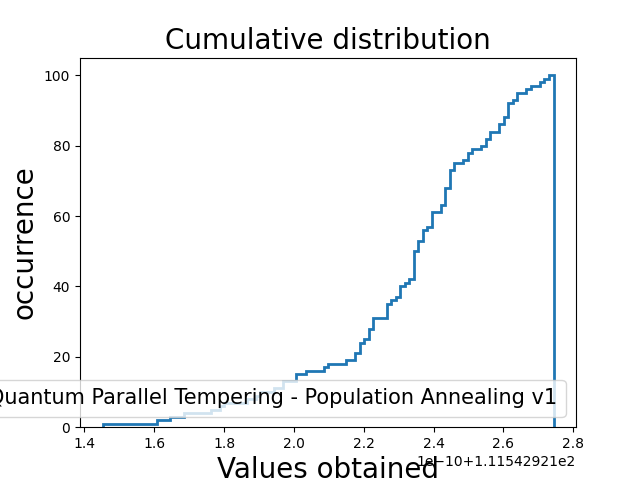 Cumulative distribution
occurrence
100
80
60
40
20
0
Quantum Parallel Tempering - Population Annealing v1
1.4 1.6 1.8 2.0 2.2 2.4 2.6 2.8
Values obtained
1e−10+1.11542921e2